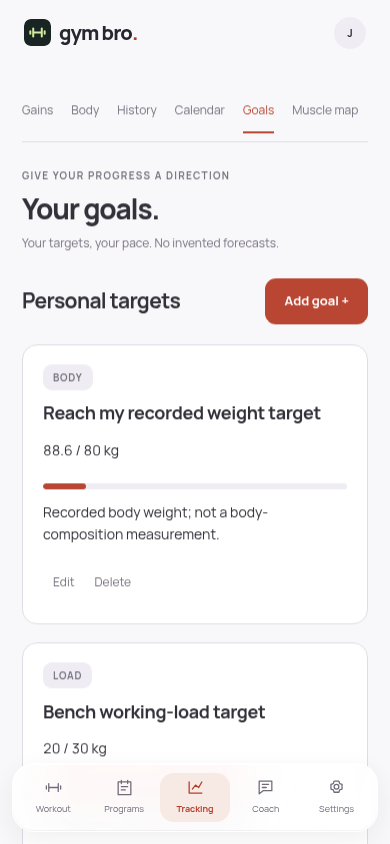 gym bro.
J
Gains Body History Calendar Goals Muscle map
GIVE YOUR PROGRESS A DIRECTION
Your goals.
Your targets, your pace. No invented forecasts.
Personal targets
Add goal +
BODY
Reach my recorded weight target
88.6 / 80 kg
Recorded body weight; not a body-
composition measurement.
Edit Delete
LOAD
Bench working-load target
20 / 30 kg
Workout Programs Tracking Coach Settings